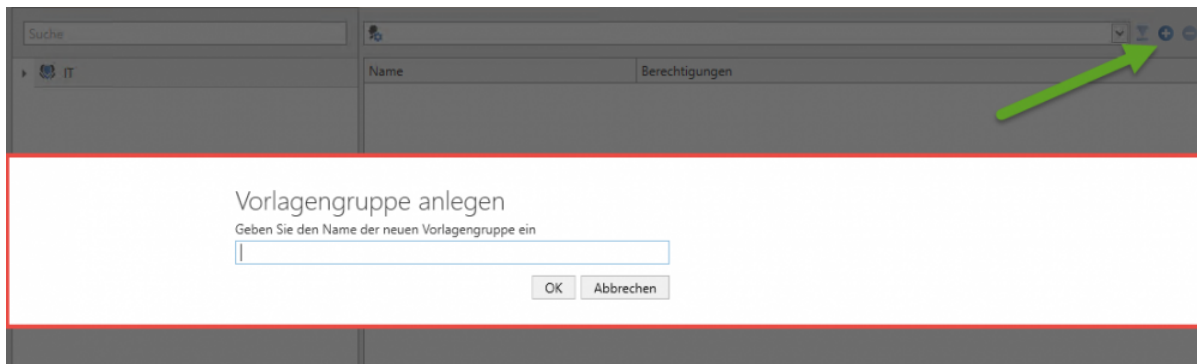 Suche
IT
Name
Berechtigungen
Vorlagengruppe anlegen
Geben Sie den Name der neuen Vorlagengruppe ein
OK
Abbrechen